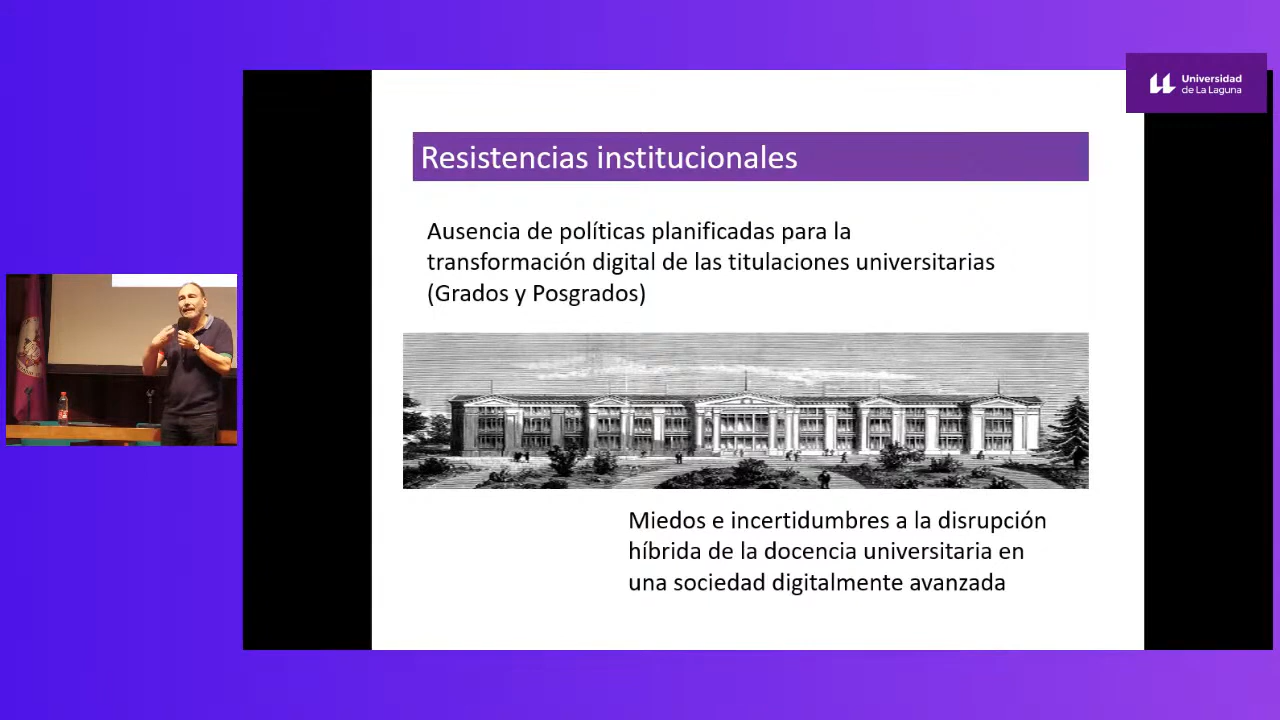 Universidad
de La Laguna
Resistencias institucionales
Ausencia de políticas planificadas para la
transformación digital de las titulaciones universitarias
(Grados y Posgrados)
Miedos e incertidumbres a la disrupción
híbrida de la docencia universitaria en
una sociedad digitalmente avanzada